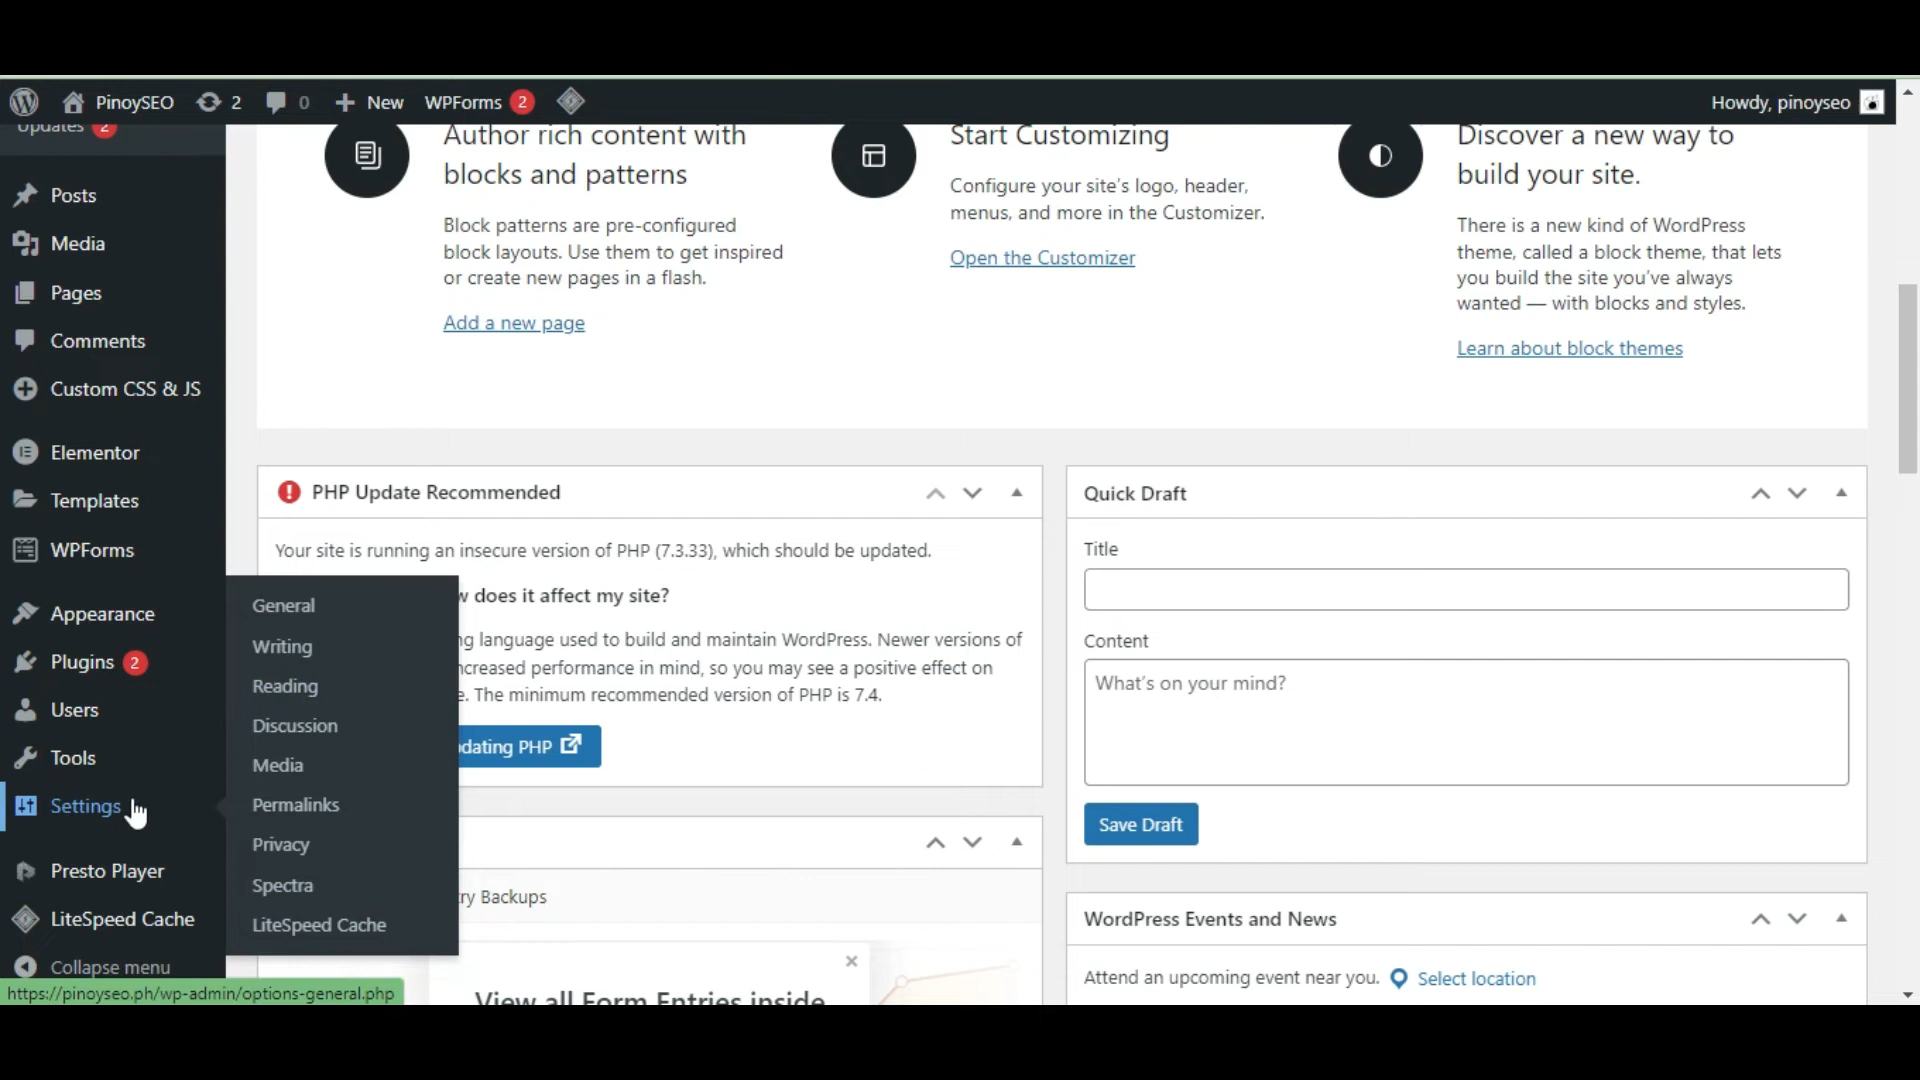 PinoySEO 2 0 New WPForms 2 Howdy, pinoyseo
Updates 2
Posts
Media
Pages
Comments
Custom CSS & JS
Elementor
Templates
WPForms
Appearance
Plugins 2
Users
Tools
Settings
Presto Player
LiteSpeed Cache
Collapse menu
General
Writing
Reading
Discussion
Media
Permalinks
Privacy
Spectra
LiteSpeed Cache
Author rich content with
blocks and patterns
Block patterns are pre-configured
block layouts. Use them to get inspired
or create new pages in a flash.
Add a new page
Start Customizing
Configure your site's logo, header,
menus, and more in the Customizer.
Open the Customizer
Discover a new way to
build your site.
There is a new kind of WordPress
theme, called a block theme, that lets
you build the site you've always
wanted — with blocks and styles.
Learn about block themes
PHP Update Recommended
Your site is running an insecure version of PHP (7.3.33), which should be updated.
does it affect my site?
language used to build and maintain WordPress. Newer versions of
increased performance in mind, so you may see a positive effect on
The minimum recommended version of PHP is 7.4.
dating PHP
Backups
View all Form Entries inside
Quick Draft
Title
Content
What's on your mind?
Save Draft
WordPress Events and News
Attend an upcoming event near you. Select location
https://pinoyseo.ph/wp-admin/options-general.php